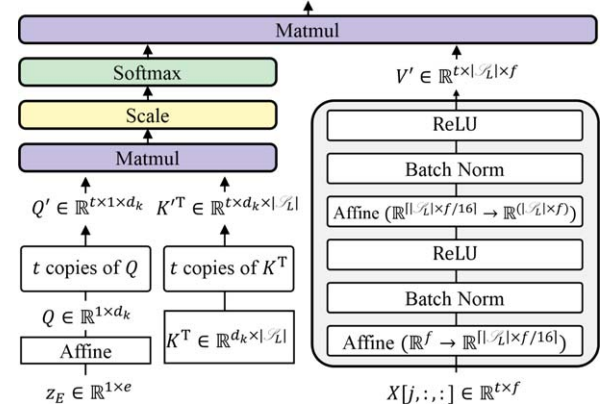 Matmul
Softmax
V′ ∈ ℝ^{t×|𝒮_L|×f}
Scale
ReLU
Matmul
Batch Norm
Q′ ∈ ℝ^{t×1×d_k} K′^T ∈ ℝ^{t×d_k×|𝒮_L|}
Affine (ℝ^{⌈|𝒮_L|×f/16⌉} → ℝ^{(|𝒮_L|×f)})
t copies of Q
t copies of K^T
ReLU
Q ∈ ℝ^{1×d_k}
Batch Norm
K^T ∈ ℝ^{d_k×|𝒮_L|}
Affine
Affine (ℝ^f → ℝ^{⌈|𝒮_L|×f/16⌉})
z_E ∈ ℝ^{1×e}
X[j,:,:] ∈ ℝ^{t×f}